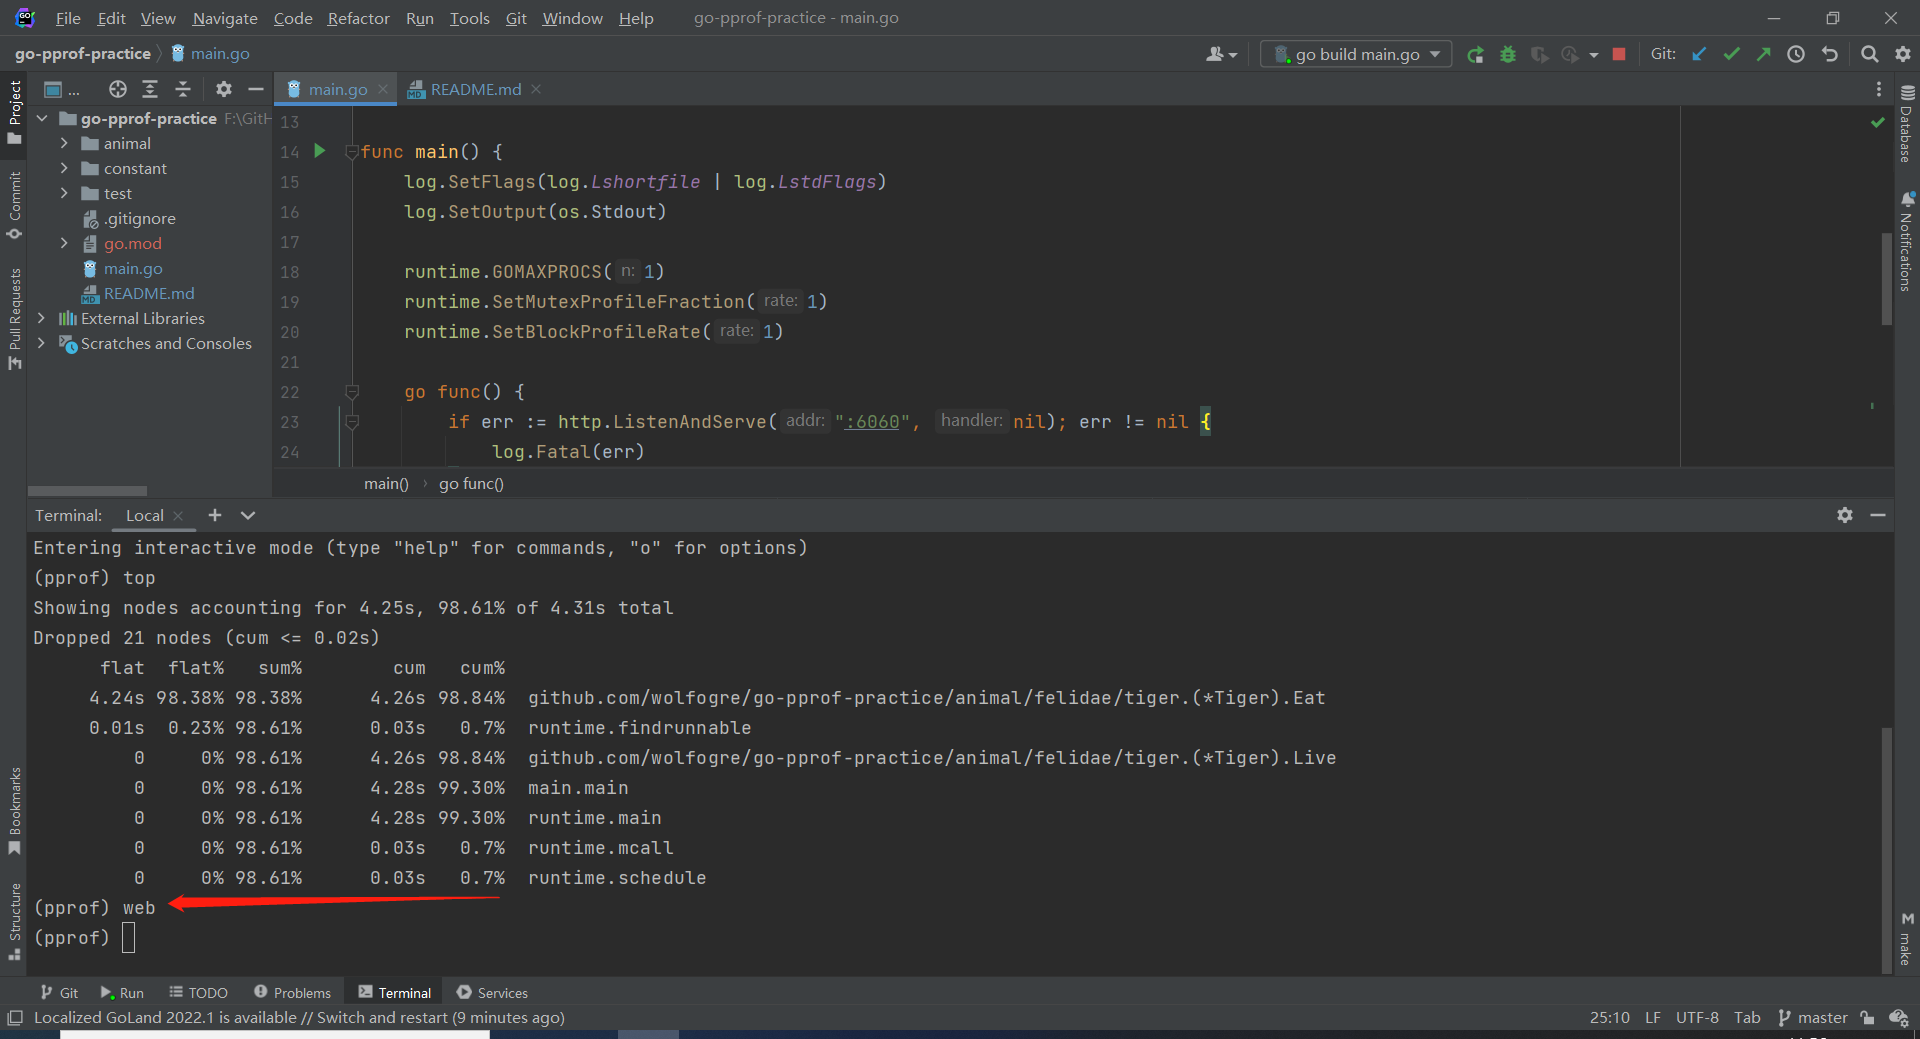 File Edit View Navigate Code Refactor Run Tools Git Window Help go-pprof-practice - main.go
go-pprof-practice main.go go build main.go Git:
... main.go README.md
Project
Commit
Pull Requests
Bookmarks
Structure
go-pprof-practice F:\GitH
animal
constant
test
.gitignore
go.mod
main.go
README.md
External Libraries
Scratches and Consoles
13
14 func main() {
15 log.SetFlags(log.Lshortfile | log.LstdFlags)
16 log.SetOutput(os.Stdout)
17
18 runtime.GOMAXPROCS( n: 1)
19 runtime.SetMutexProfileFraction( rate: 1)
20 runtime.SetBlockProfileRate( rate: 1)
21
22 go func() {
23 if err := http.ListenAndServe( addr: ":6060", handler: nil); err != nil {
24 log.Fatal(err)
main() › go func()
Database
Notifications
make
Terminal: Local
Entering interactive mode (type "help" for commands, "o" for options)
(pprof) top
Showing nodes accounting for 4.25s, 98.61% of 4.31s total
Dropped 21 nodes (cum <= 0.02s)
flat flat% sum% cum cum%
4.24s 98.38% 98.38% 4.26s 98.84% github.com/wolfogre/go-pprof-practice/animal/felidae/tiger.(*Tiger).Eat
0.01s 0.23% 98.61% 0.03s 0.7% runtime.findrunnable
0 0% 98.61% 4.26s 98.84% github.com/wolfogre/go-pprof-practice/animal/felidae/tiger.(*Tiger).Live
0 0% 98.61% 4.28s 99.30% main.main
0 0% 98.61% 4.28s 99.30% runtime.main
0 0% 98.61% 0.03s 0.7% runtime.mcall
0 0% 98.61% 0.03s 0.7% runtime.schedule
(pprof) web
(pprof)
Git Run TODO Problems Terminal Services
Localized GoLand 2022.1 is available // Switch and restart (9 minutes ago) 25:10 LF UTF-8 Tab master